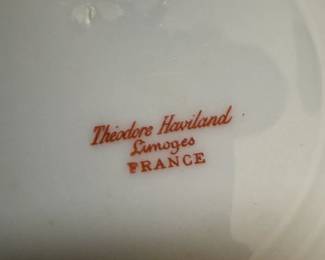 Théodore Haviland
Limoges
FRANCE